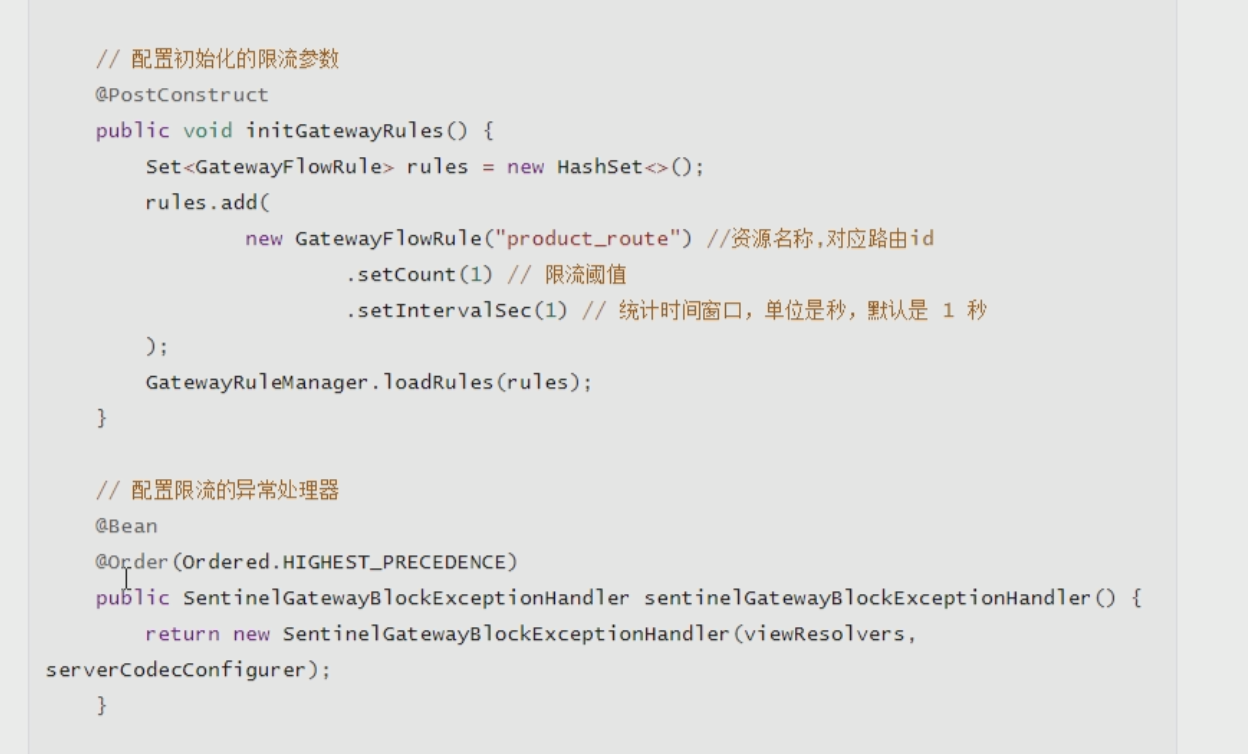 // 配置初始化的限流参数
@PostConstruct
public void initGatewayRules() {
Set<GatewayFlowRule> rules = new HashSet<>();
rules.add(
new GatewayFlowRule("product_route") //资源名称,对应路由id
.setCount(1) // 限流阈值
.setIntervalSec(1) // 统计时间窗口，单位是秒，默认是 1 秒
);
GatewayRuleManager.loadRules(rules);
}
// 配置限流的异常处理器
@Bean
@Order(Ordered.HIGHEST_PRECEDENCE)
public SentinelGatewayBlockExceptionHandler sentinelGatewayBlockExceptionHandler() {
return new SentinelGatewayBlockExceptionHandler(viewResolvers,
serverCodecConfigurer);
}